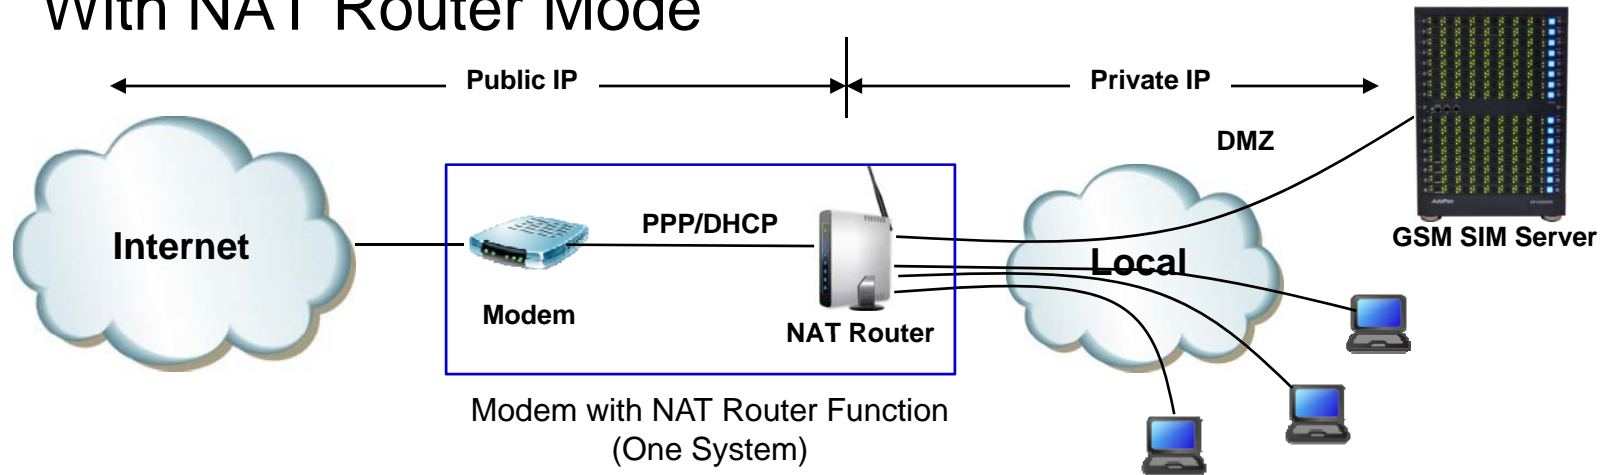 With NAT Router Mode
Public IP
Private IP
DMZ
Internet
PPP/DHCP
Local
GSM SIM Server
Modem
NAT Router
Modem with NAT Router Function
(One System)
AddPac